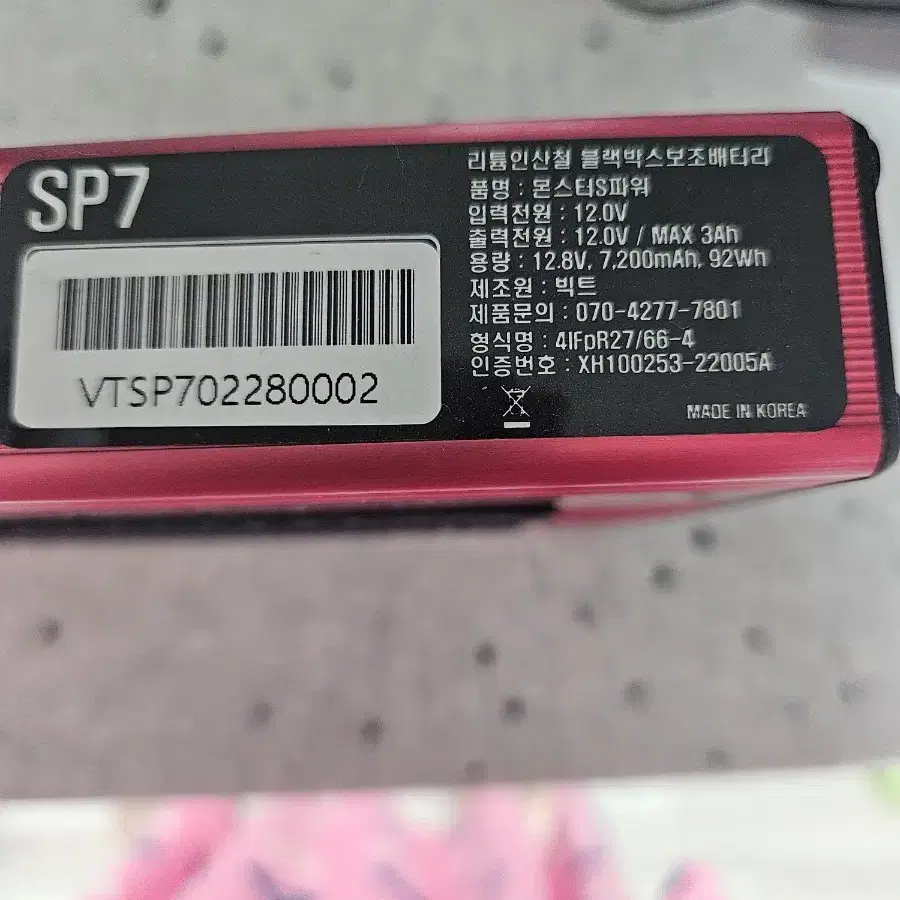 SP7
VTSP702280002
리튬인산철 블랙박스보조배터리
품명 : 몬스터S파워
입력전원 : 12.0V
출력전원 : 12.0V / MAX 3Ah
용량 : 12.8V, 7,200mAh, 92Wh
제조원 : 빅트
제품문의 : 070-4277-7801
형식명 : 4IFpR27/66-4
인증번호 : XH100253-22005A
MADE IN KOREA